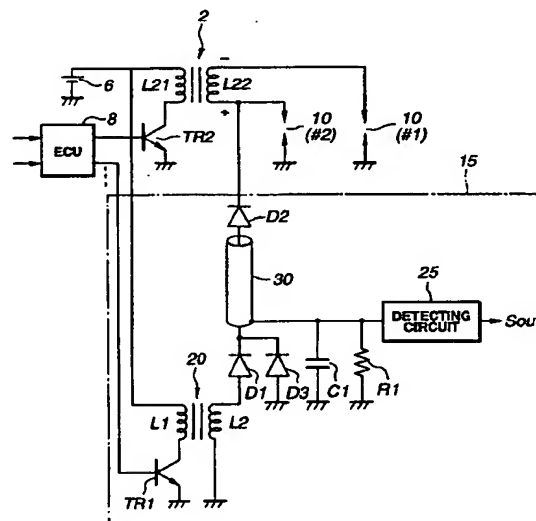 2
6
L21
L22
-
+
8
ECU
TR2
10
(#2)
10
(#1)
15
D2
30
25
DETECTING
CIRCUIT
Sout
20
D1
D3
C1
R1
L1
L2
TR1